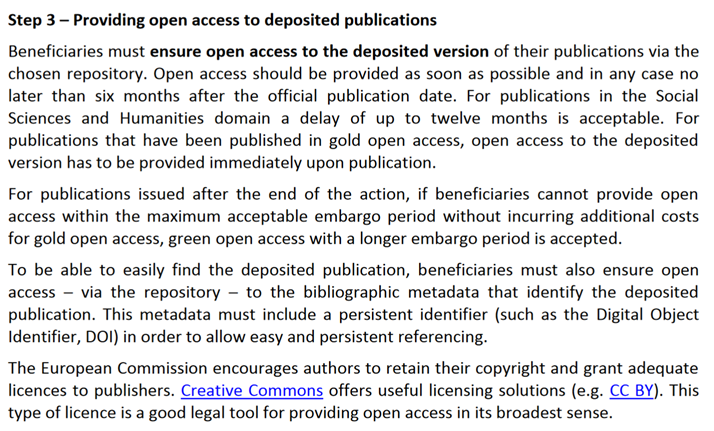 Step 3 – Providing open access to deposited publications
Beneficiaries must ensure open access to the deposited version of their publications via the
chosen repository. Open access should be provided as soon as possible and in any case no
later than six months after the official publication date. For publications in the Social
Sciences and Humanities domain a delay of up to twelve months is acceptable. For
publications that have been published in gold open access, open access to the deposited
version has to be provided immediately upon publication.
For publications issued after the end of the action, if beneficiaries cannot provide open
access within the maximum acceptable embargo period without incurring additional costs
for gold open access, green open access with a longer embargo period is accepted.
To be able to easily find the deposited publication, beneficiaries must also ensure open
access – via the repository – to the bibliographic metadata that identify the deposited
publication. This metadata must include a persistent identifier (such as the Digital Object
Identifier, DOI) in order to allow easy and persistent referencing.
The European Commission encourages authors to retain their copyright and grant adequate
licences to publishers. Creative Commons offers useful licensing solutions (e.g. CC BY). This
type of licence is a good legal tool for providing open access in its broadest sense.